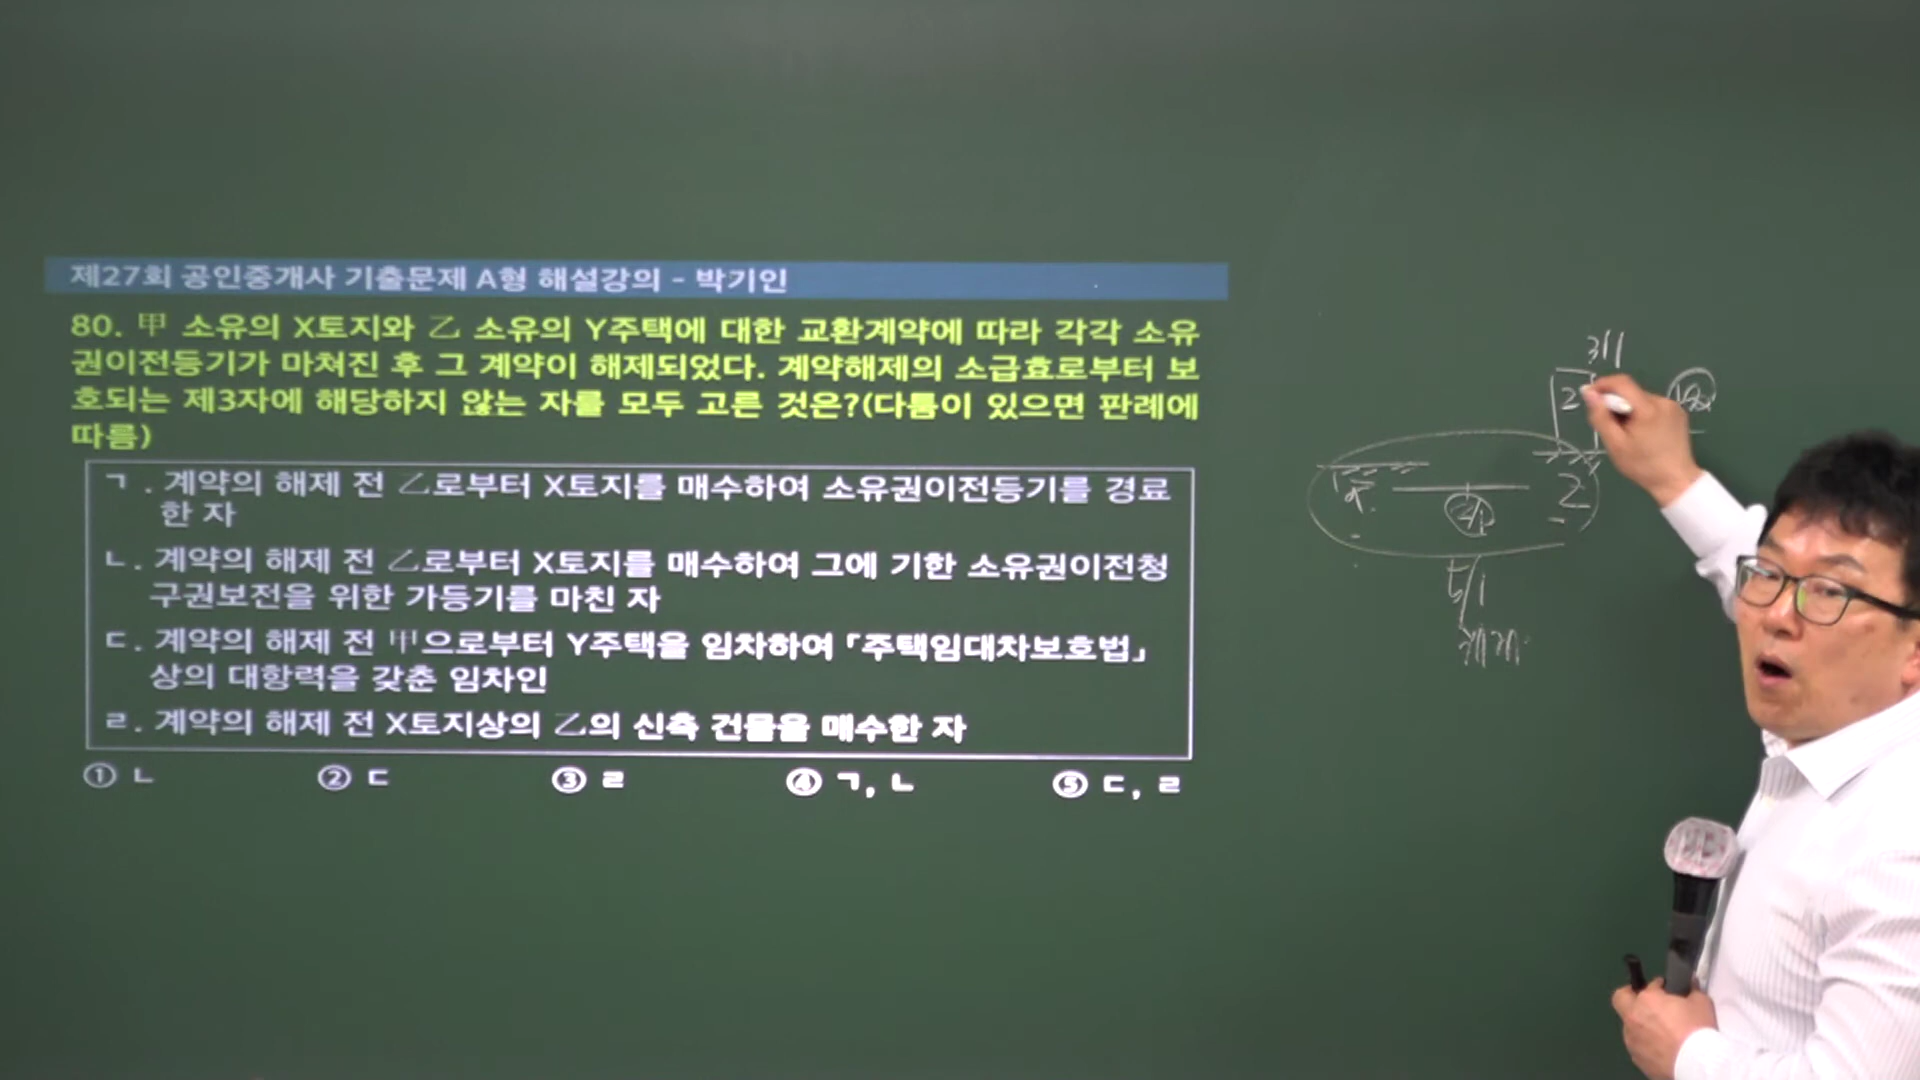 제27회 공인중개사 기출문제 A형 해설강의 - 박기인
80. 甲 소유의 X토지와 乙 소유의 Y주택에 대한 교환계약에 따라 각각 소유
권이전등기가 마쳐진 후 그 계약이 해제되었다. 계약해제의 소급효로부터 보
호되는 제3자에 해당하지 않는 자를 모두 고른 것은?(다툼이 있으면 판례에
따름)
ㄱ . 계약의 해제 전 乙로부터 X토지를 매수하여 소유권이전등기를 경료
한 자
ㄴ. 계약의 해제 전 乙로부터 X토지를 매수하여 그에 기한 소유권이전청
구권보전을 위한 가등기를 마친 자
ㄷ. 계약의 해제 전 甲으로부터 Y주택을 임차하여 「주택임대차보호법」
상의 대항력을 갖춘 임차인
ㄹ. 계약의 해제 전 X토지상의 乙의 신축 건물을 매수한 자
① ㄴ ② ㄷ ③ ㄹ ④ ㄱ, ㄴ ⑤ ㄷ, ㄹ
3/1
5/1
해제